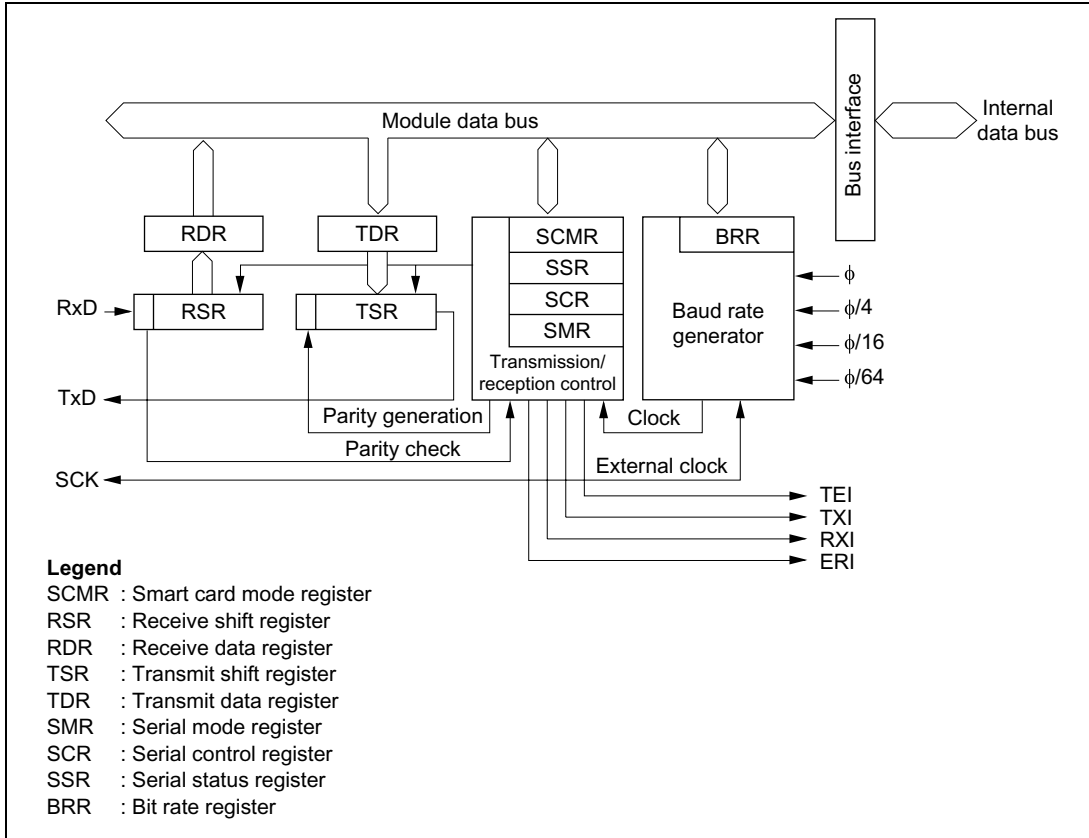 Module data bus
Bus interface
Internal
data bus
RDR
TDR
SCMR
SSR
SCR
SMR
Transmission/
reception control
BRR
Baud rate
generator
ϕ
ϕ/4
ϕ/16
ϕ/64
RxD
RSR
TSR
TxD
Parity generation
Parity check
Clock
External clock
SCK
TEI
TXI
RXI
ERI
Legend
SCMR : Smart card mode register
RSR : Receive shift register
RDR : Receive data register
TSR : Transmit shift register
TDR : Transmit data register
SMR : Serial mode register
SCR : Serial control register
SSR : Serial status register
BRR : Bit rate register